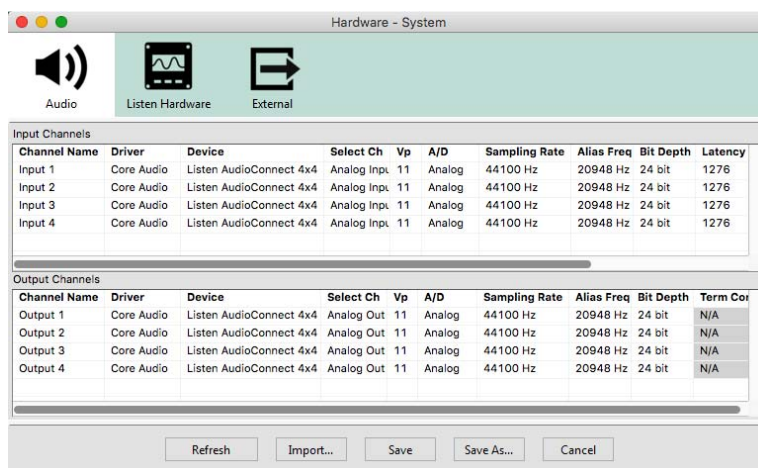 Hardware - System
Audio Listen Hardware External
Input Channels
Channel Name Driver Device Select Ch Vp A/D Sampling Rate Alias Freq Bit Depth Latency
Input 1 Core Audio Listen AudioConnect 4x4 Analog Inpu 11 Analog 44100 Hz 20948 Hz 24 bit 1276
Input 2 Core Audio Listen AudioConnect 4x4 Analog Inpu 11 Analog 44100 Hz 20948 Hz 24 bit 1276
Input 3 Core Audio Listen AudioConnect 4x4 Analog Inpu 11 Analog 44100 Hz 20948 Hz 24 bit 1276
Input 4 Core Audio Listen AudioConnect 4x4 Analog Inpu 11 Analog 44100 Hz 20948 Hz 24 bit 1276
Output Channels
Channel Name Driver Device Select Ch Vp A/D Sampling Rate Alias Freq Bit Depth Term Cor
Output 1 Core Audio Listen AudioConnect 4x4 Analog Out 11 Analog 44100 Hz 20948 Hz 24 bit N/A
Output 2 Core Audio Listen AudioConnect 4x4 Analog Out 11 Analog 44100 Hz 20948 Hz 24 bit N/A
Output 3 Core Audio Listen AudioConnect 4x4 Analog Out 11 Analog 44100 Hz 20948 Hz 24 bit N/A
Output 4 Core Audio Listen AudioConnect 4x4 Analog Out 11 Analog 44100 Hz 20948 Hz 24 bit N/A
Refresh Import... Save Save As... Cancel